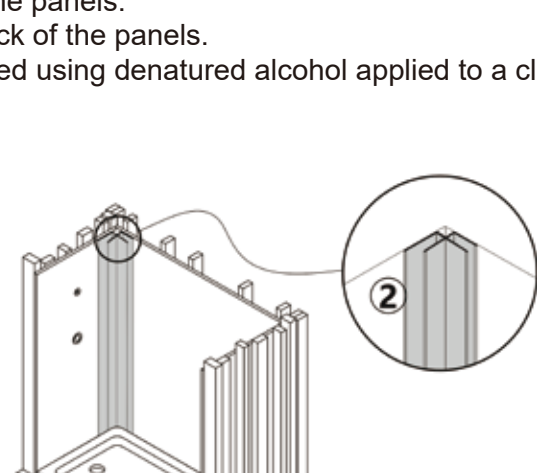 he panels.
ck of the panels.
ed using denatured alcohol applied to a cl
②